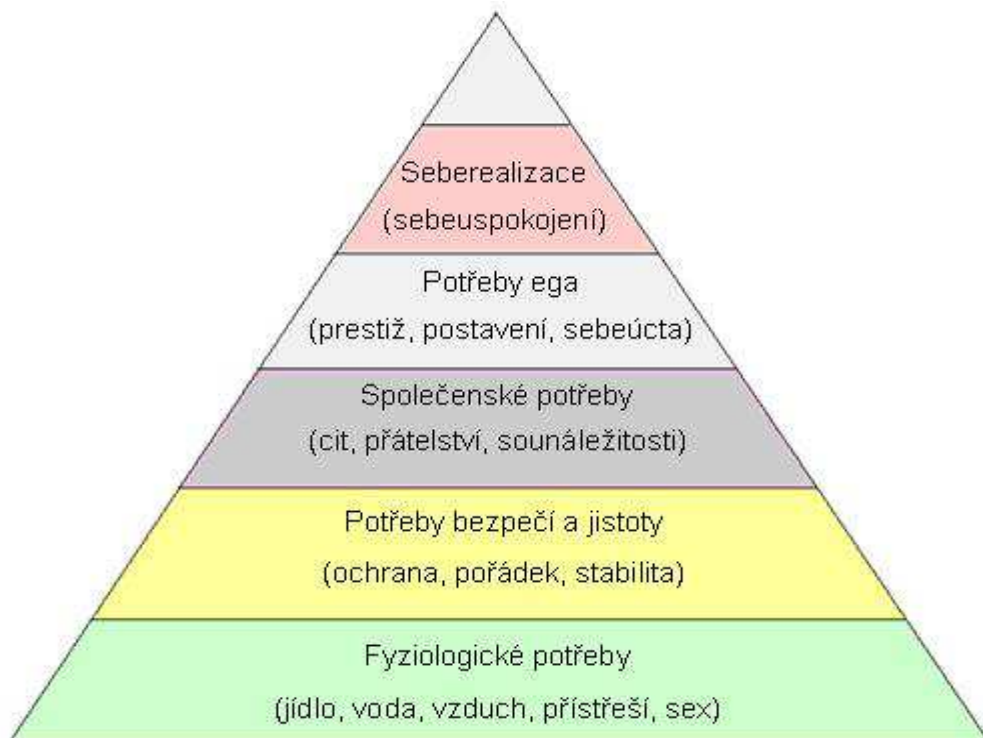 Seberealizace
(sebeuspokojení)
Potřeby ega
(prestiž, postavení, sebeúcta)
Společenské potřeby
(cit, přátelství, sounáležitosti)
Potřeby bezpečí a jistoty
(ochrana, pořádek, stabilita)
Fyziologické potřeby
(jídlo, voda, vzduch, přístřeší, sex)